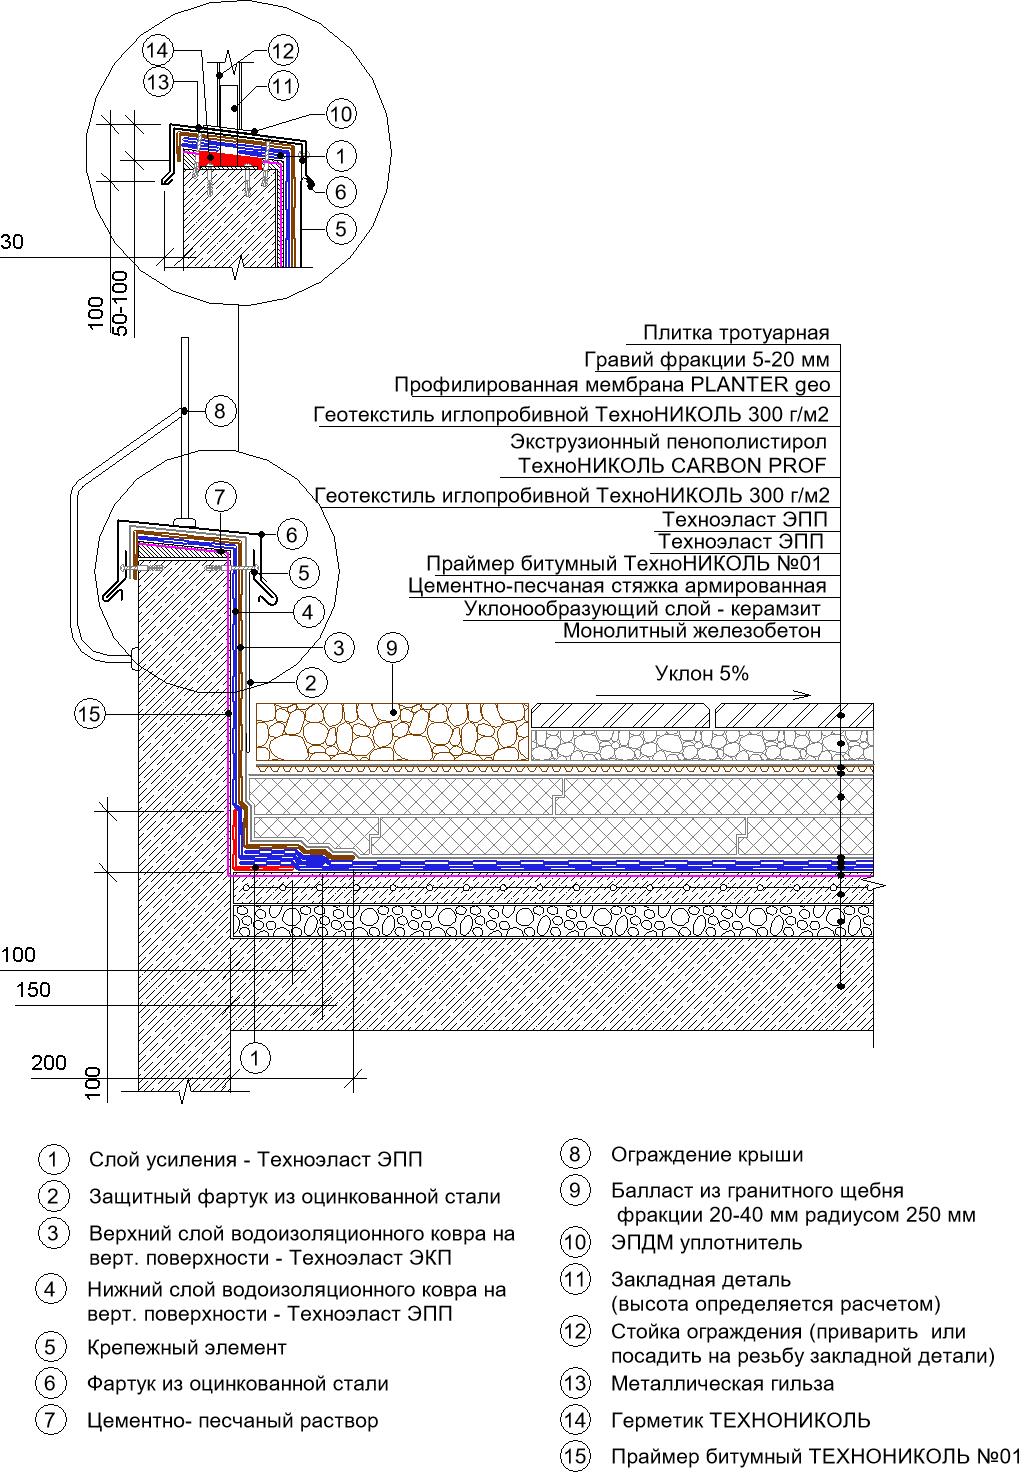 14
12
13
11
10
1
6
5
30
100
50-100
Плитка тротуарная
Гравий фракции 5-20 мм
Профилированная мембрана PLANTER geo
8
Геотекстиль иглопробивной ТехноНИКОЛЬ 300 г/м2
Экструзионный пенополистирол
ТехноНИКОЛЬ CARBON PROF
7
Геотекстиль иглопробивной ТехноНИКОЛЬ 300 г/м2
6
Техноэласт ЭПП
Техноэласт ЭПП
5
Праймер битумный ТехноНИКОЛЬ №01
Цементно-песчаная стяжка армированная
4
Уклонообразующий слой - керамзит
Монолитный железобетон
3
9
2
Уклон 5%
15
100
150
200
100
1
1 Слой усиления - Техноэласт ЭПП
2 Защитный фартук из оцинкованной стали
3 Верхний слой водоизоляционного ковра на
верт. поверхности - Техноэласт ЭКП
4 Нижний слой водоизоляционного ковра на
верт. поверхности - Техноэласт ЭПП
5 Крепежный элемент
6 Фартук из оцинкованной стали
7 Цементно- песчаный раствор
8 Ограждение крыши
9 Балласт из гранитного щебня
фракции 20-40 мм радиусом 250 мм
10 ЭПДМ уплотнитель
11 Закладная деталь
(высота определяется расчетом)
12 Стойка ограждения (приварить или
посадить на резьбу закладной детали)
13 Металлическая гильза
14 Герметик ТЕХНОНИКОЛЬ
15 Праймер битумный ТЕХНОНИКОЛЬ №01